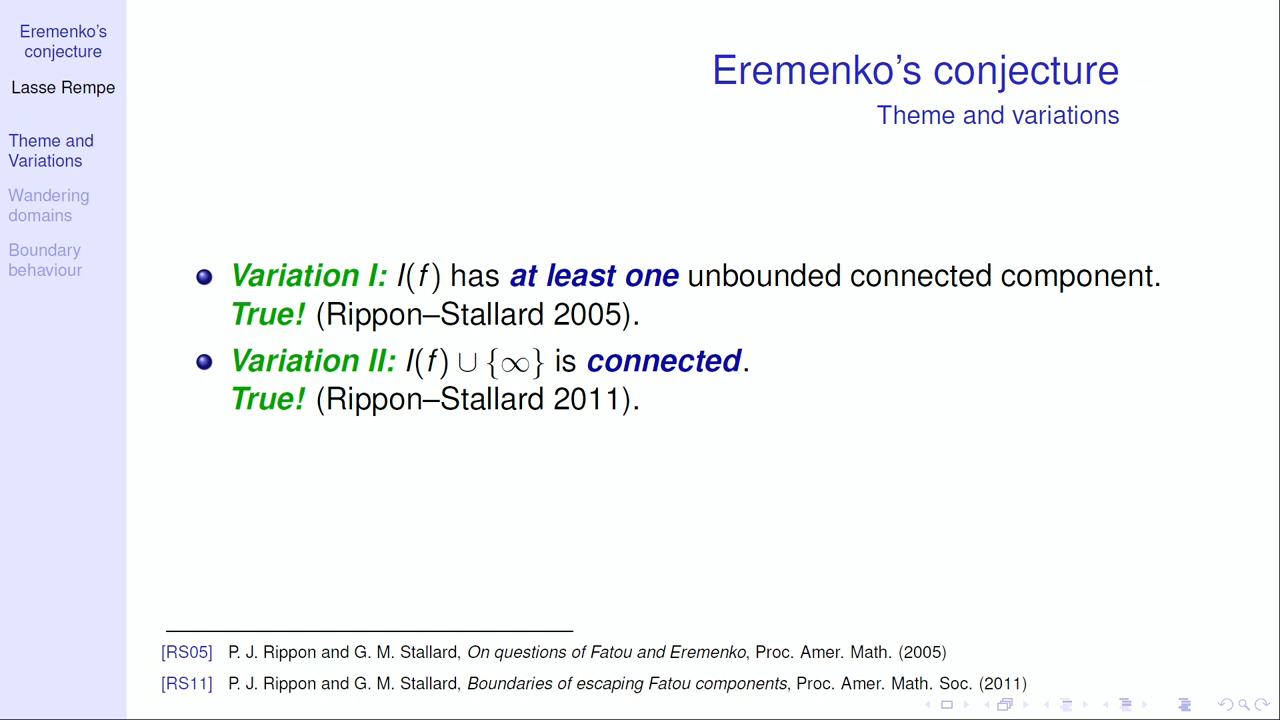 Eremenko's
conjecture
Lasse Rempe
Theme and
Variations
Wandering
domains
Boundary
behaviour
Eremenko's conjecture
Theme and variations
Variation I: I(f) has at least one unbounded connected component.
True! (Rippon–Stallard 2005).
Variation II: I(f) ∪ {∞} is connected.
True! (Rippon–Stallard 2011).
[RS05] P. J. Rippon and G. M. Stallard, On questions of Fatou and Eremenko, Proc. Amer. Math. (2005)
[RS11] P. J. Rippon and G. M. Stallard, Boundaries of escaping Fatou components, Proc. Amer. Math. Soc. (2011)